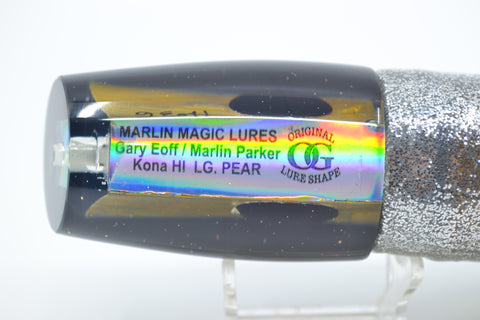 MARLIN MAGIC LURES
Gary Eoff / Marlin Parker
Kona HI LG. PEAR
ORIGINAL
OG
LURE SHAPE